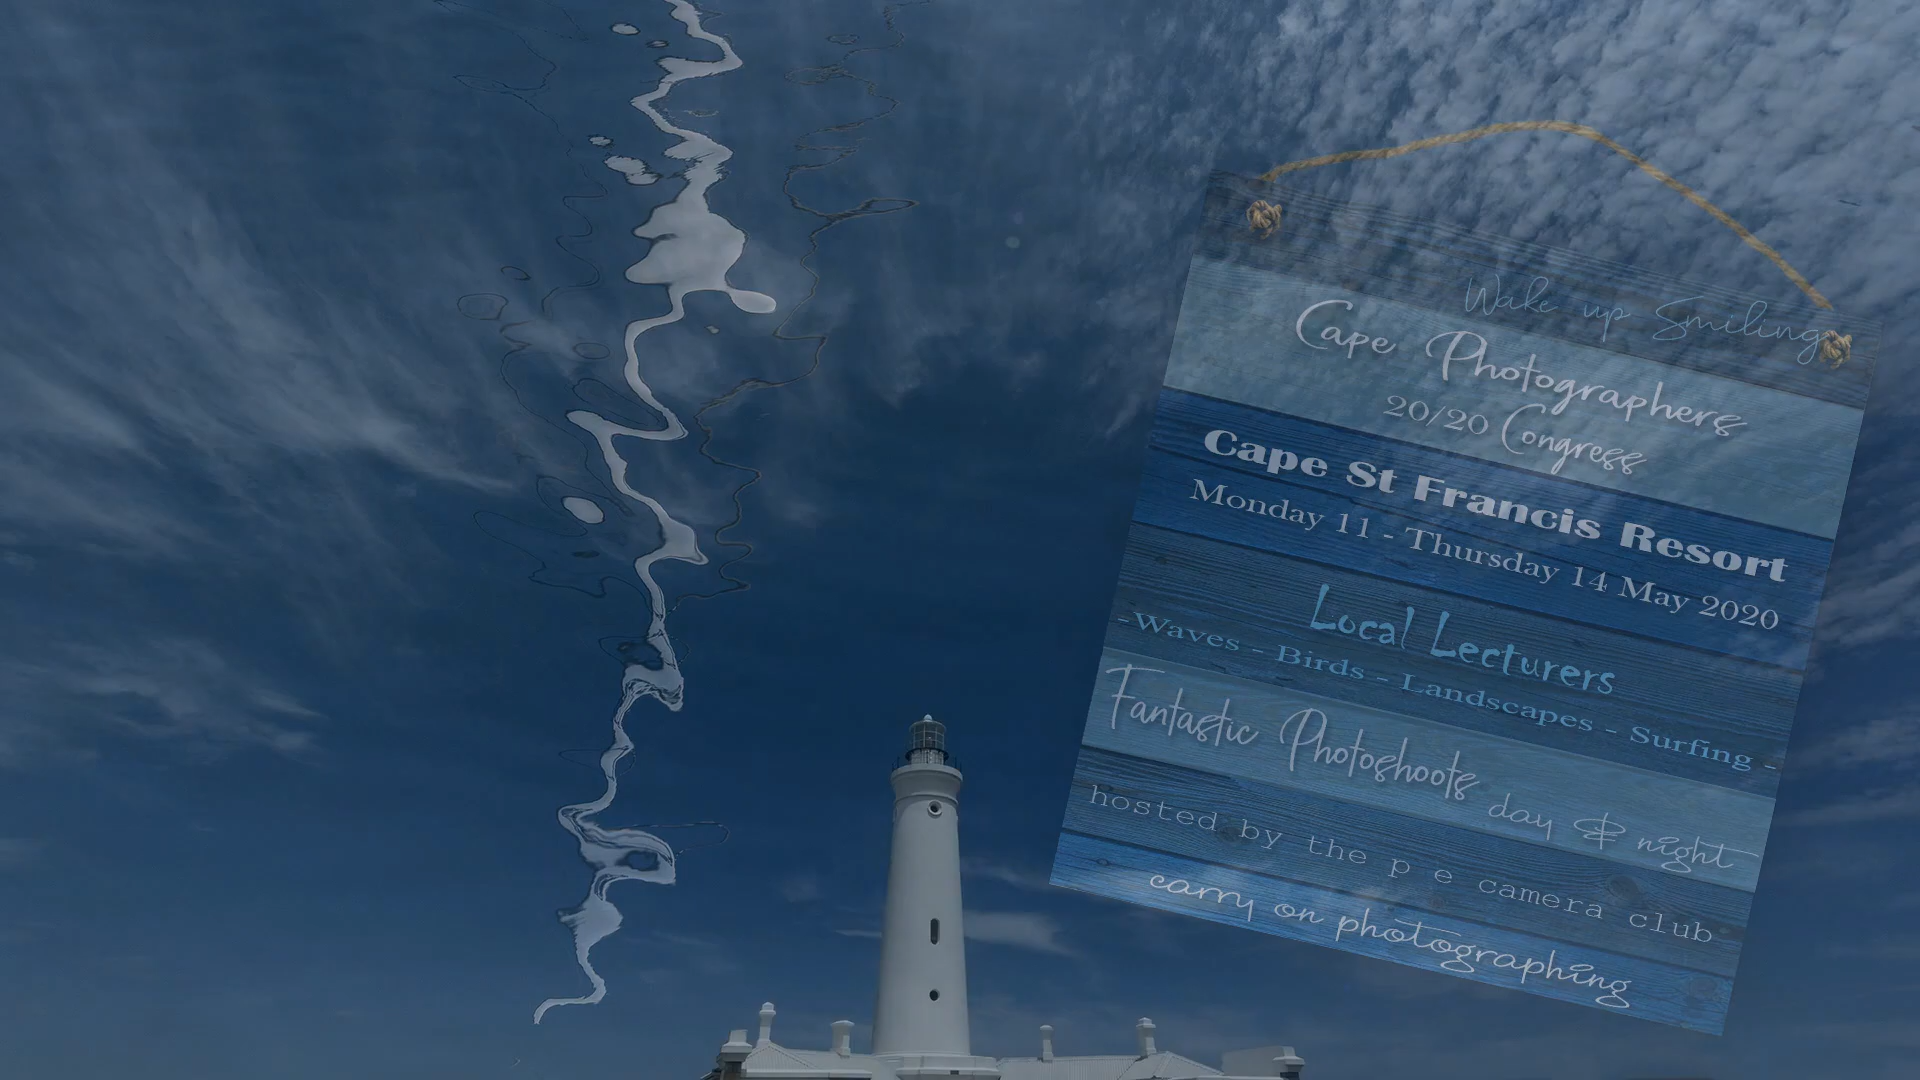 Wake up Smiling
Cape Photographers
20/20 Congress
Cape St Francis Resort
Monday 11 - Thursday 14 May 2020
Local Lecturers
-Waves - Birds - Landscapes - Surfing -
Fantastic Photoshoots day & night
hosted by the p e camera club
carry on photographing